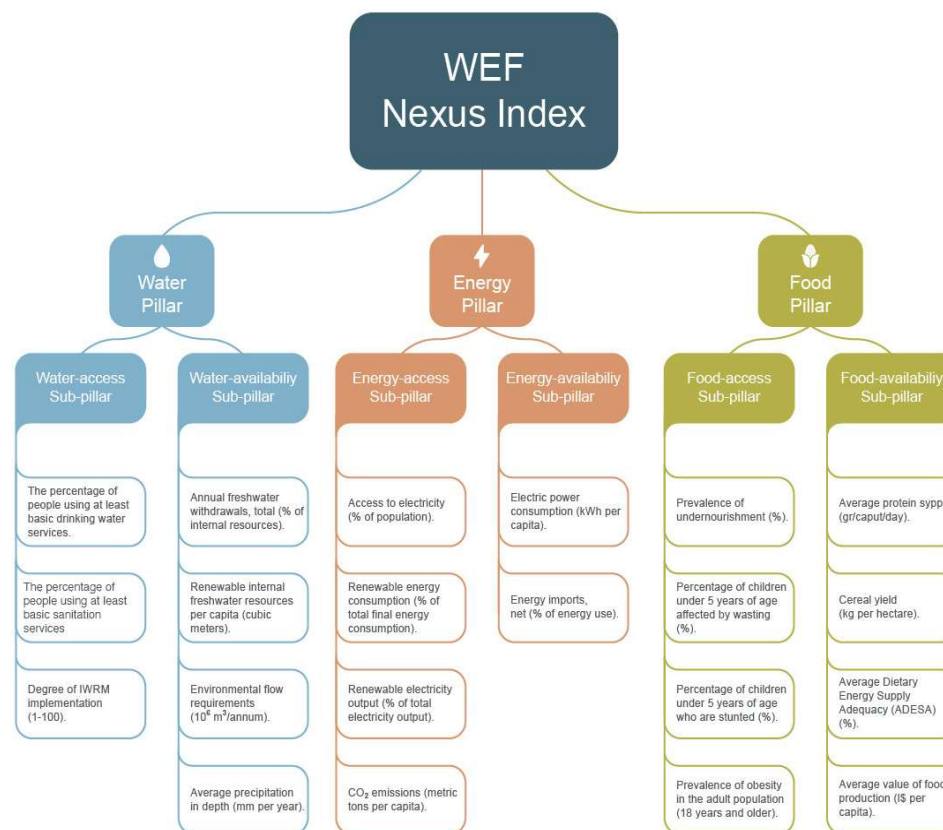 WEF
Nexus Index
Water
Pillar
Energy
Pillar
Food
Pillar
Water-access
Sub-pillar
The percentage of
people using at least
basic drinking water
services.
The percentage of
people using at least
basic sanitation
services
Degree of IWRM
implementation
(1-100).
Water-availabiliy
Sub-pillar
Annual freshwater
withdrawals, total (% of
internal resources).
Renewable internal
freshwater resources
per capita (cubic
meters).
Environmental flow
requirements
(10⁶ m³/annum).
Average precipitation
in depth (mm per year).
Energy-access
Sub-pillar
Access to electricity
(% of population).
Renewable energy
consumption (% of
total final energy
consumption).
Renewable electricity
output (% of total
electricity output).
CO₂ emissions (metric
tons per capita).
Energy-availabiliy
Sub-pillar
Electric power
consumption (kWh per
capita).
Energy imports,
net (% of energy use).
Food-access
Sub-pillar
Prevalence of
undernourishment (%).
Percentage of children
under 5 years of age
affected by wasting
(%).
Percentage of children
under 5 years of age
who are stunted (%).
Prevalence of obesity
in the adult population
(18 years and older).
Food-availabiliy
Sub-pillar
Average protein sypp
(gr/caput/day).
Cereal yield
(kg per hectare).
Average Dietary
Energy Supply
Adequacy (ADESA)
(%).
Average value of food
production (I$ per
capita).